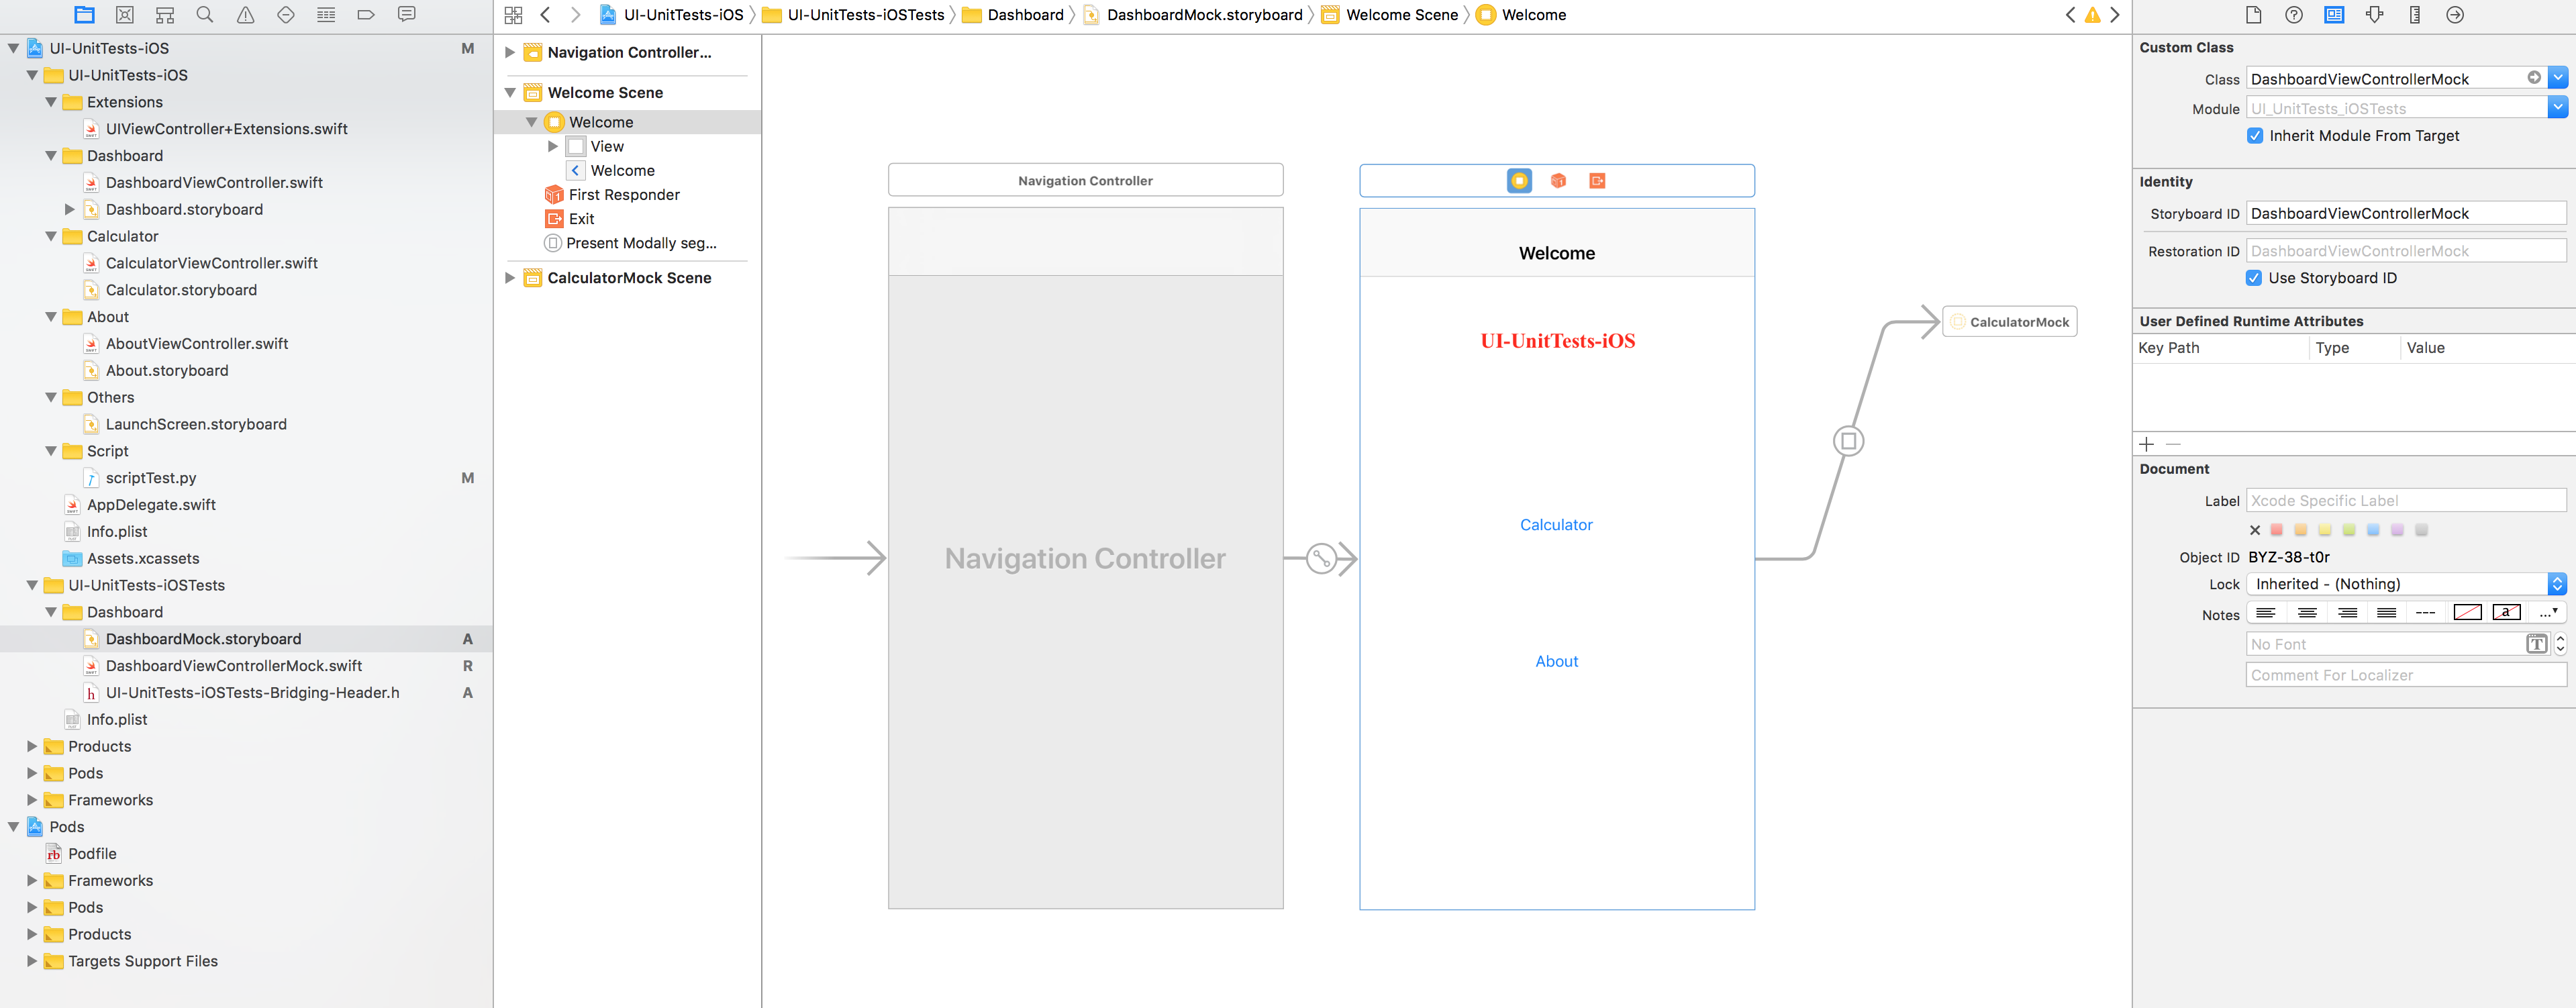 UI-UnitTests-iOS
M
UI-UnitTests-iOS
Extensions
UIViewController+Extensions.swift
Dashboard
DashboardViewController.swift
Dashboard.storyboard
Calculator
CalculatorViewController.swift
Calculator.storyboard
About
AboutViewController.swift
About.storyboard
Others
LaunchScreen.storyboard
Script
scriptTest.py
M
AppDelegate.swift
Info.plist
Assets.xcassets
UI-UnitTests-iOSTests
Dashboard
DashboardMock.storyboard
A
DashboardViewControllerMock.swift
R
UI-UnitTests-iOSTests-Bridging-Header.h
A
Info.plist
Products
Pods
Frameworks
Pods
Podfile
Frameworks
Pods
Products
Targets Support Files
UI-UnitTests-iOS
UI-UnitTests-iOSTests
Dashboard
DashboardMock.storyboard
Welcome Scene
Welcome
Navigation Controller...
Welcome Scene
Welcome
View
Welcome
First Responder
Exit
Present Modally seg...
CalculatorMock Scene
Navigation Controller
Navigation Controller
Welcome
UI-UnitTests-iOS
Calculator
About
CalculatorMock
Custom Class
Class DashboardViewControllerMock
Module UI_UnitTests_iOSTests
Inherit Module From Target
Identity
Storyboard ID DashboardViewControllerMock
Restoration ID DashboardViewControllerMock
Use Storyboard ID
User Defined Runtime Attributes
Key Path Type Value
Document
Label Xcode Specific Label
Object ID BYZ-38-t0r
Lock Inherited - (Nothing)
Notes
No Font
Comment For Localizer